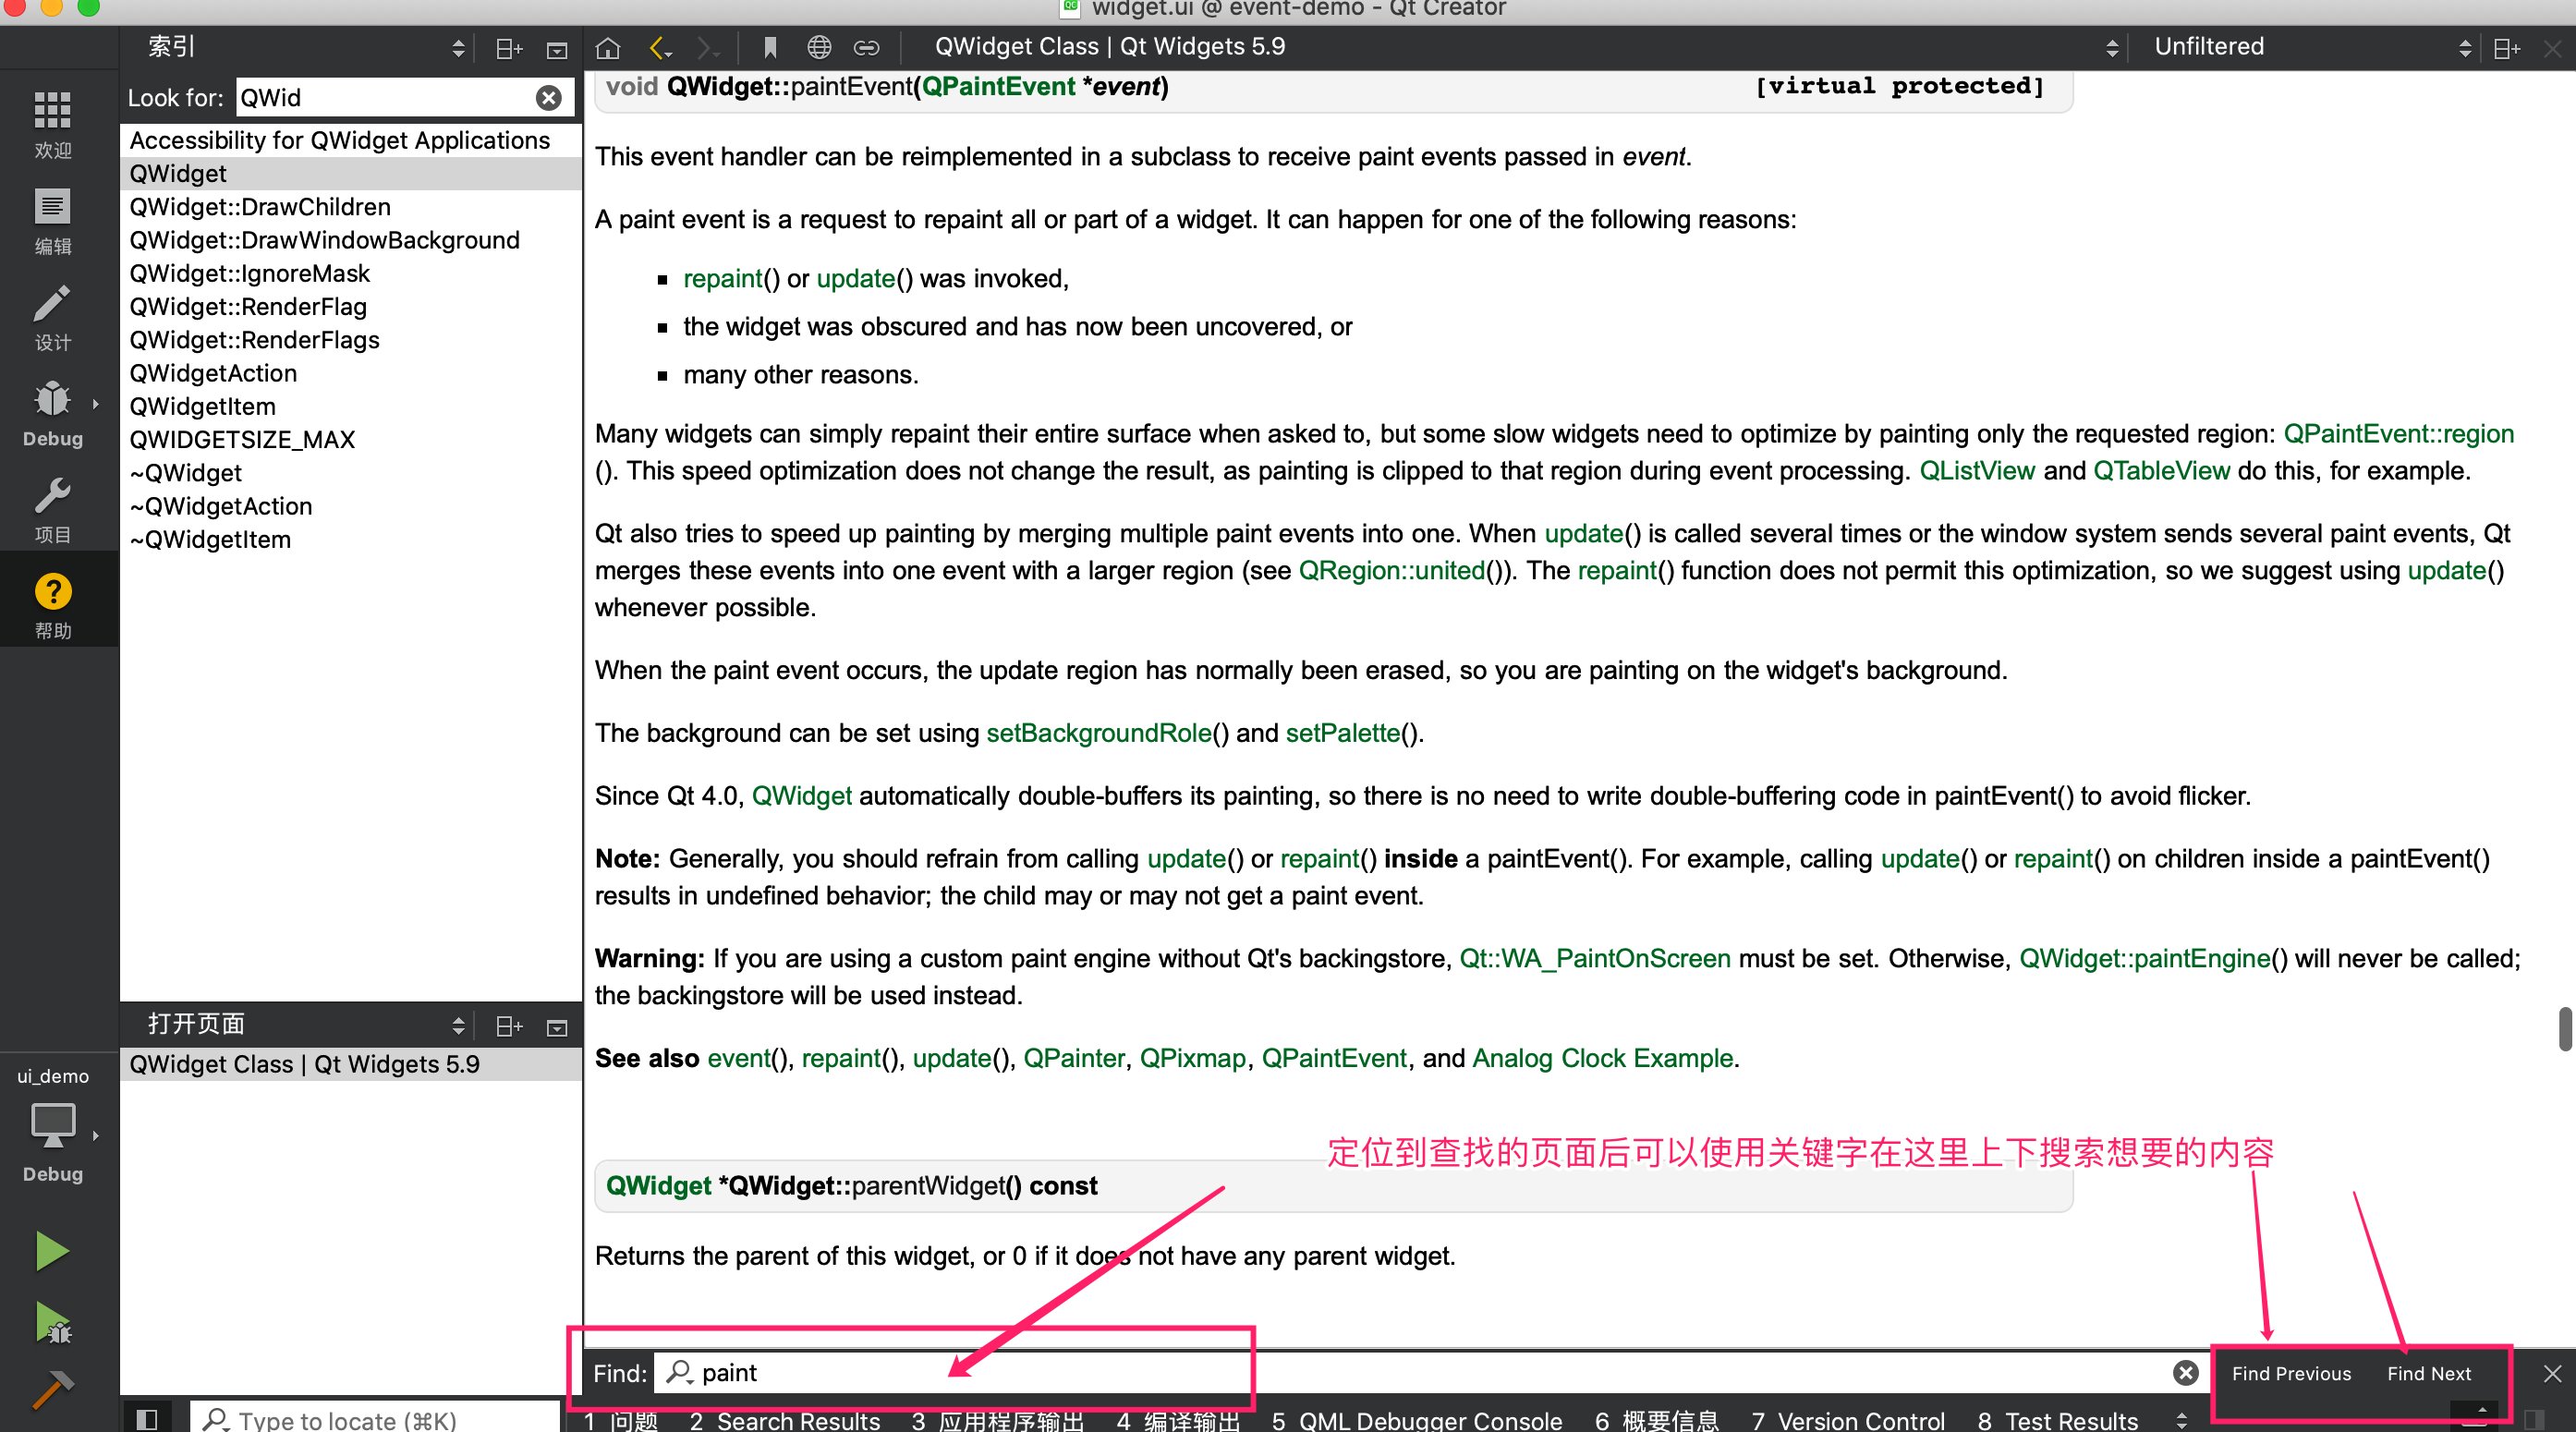 widget.ui @ event-demo - Qt Creator
索引
QWidget Class | Qt Widgets 5.9
Unfiltered
Look for: QWid
Accessibility for QWidget Applications
QWidget
QWidget::DrawChildren
QWidget::DrawWindowBackground
QWidget::IgnoreMask
QWidget::RenderFlag
QWidget::RenderFlags
QWidgetAction
QWidgetItem
QWIDGETSIZE_MAX
~QWidget
~QWidgetAction
~QWidgetItem
欢迎
编辑
设计
Debug
项目
帮助
void QWidget::paintEvent(QPaintEvent *event) [virtual protected]
This event handler can be reimplemented in a subclass to receive paint events passed in event.
A paint event is a request to repaint all or part of a widget. It can happen for one of the following reasons:
▪ repaint() or update() was invoked,
▪ the widget was obscured and has now been uncovered, or
▪ many other reasons.
Many widgets can simply repaint their entire surface when asked to, but some slow widgets need to optimize by painting only the requested region: QPaintEvent::region
(). This speed optimization does not change the result, as painting is clipped to that region during event processing. QListView and QTableView do this, for example.
Qt also tries to speed up painting by merging multiple paint events into one. When update() is called several times or the window system sends several paint events, Qt
merges these events into one event with a larger region (see QRegion::united()). The repaint() function does not permit this optimization, so we suggest using update()
whenever possible.
When the paint event occurs, the update region has normally been erased, so you are painting on the widget's background.
The background can be set using setBackgroundRole() and setPalette().
Since Qt 4.0, QWidget automatically double-buffers its painting, so there is no need to write double-buffering code in paintEvent() to avoid flicker.
Note: Generally, you should refrain from calling update() or repaint() inside a paintEvent(). For example, calling update() or repaint() on children inside a paintEvent()
results in undefined behavior; the child may or may not get a paint event.
Warning: If you are using a custom paint engine without Qt's backingstore, Qt::WA_PaintOnScreen must be set. Otherwise, QWidget::paintEngine() will never be called;
the backingstore will be used instead.
See also event(), repaint(), update(), QPainter, QPixmap, QPaintEvent, and Analog Clock Example.
定位到查找的页面后可以使用关键字在这里上下搜索想要的内容
QWidget *QWidget::parentWidget() const
Returns the parent of this widget, or 0 if it does not have any parent widget.
打开页面
QWidget Class | Qt Widgets 5.9
ui_demo
Debug
Find: paint
Find Previous
Find Next
Type to locate (⌘K)
1 问题 2 Search Results 3 应用程序输出 4 编译输出 5 QML Debugger Console 6 概要信息 7 Version Control 8 Test Results